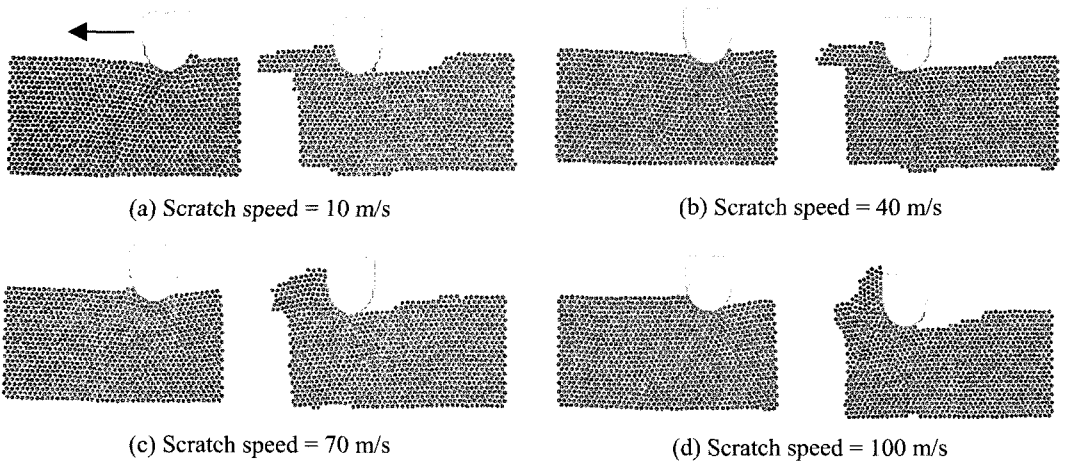 (a) Scratch speed = 10 m/s
(b) Scratch speed = 40 m/s
(c) Scratch speed = 70 m/s
(d) Scratch speed = 100 m/s